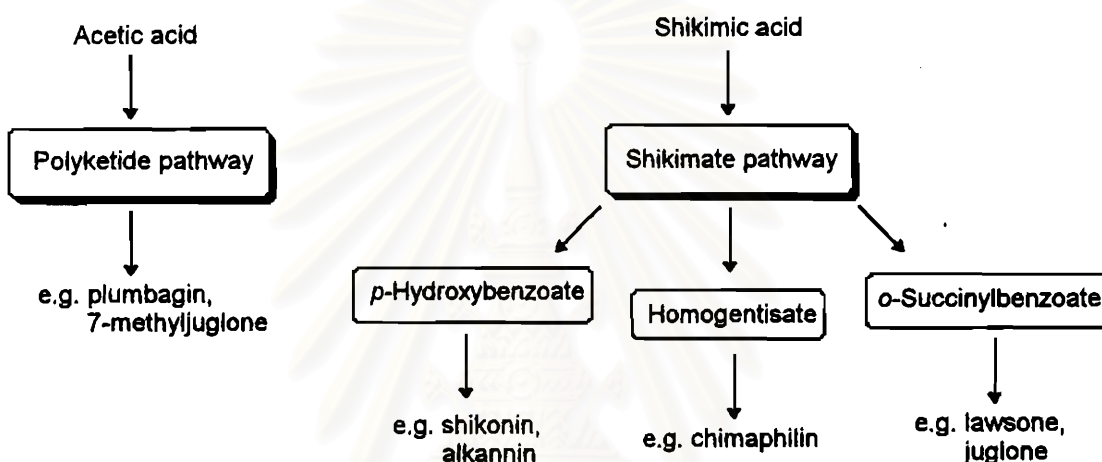 Acetic acid
Shikimic acid
Polyketide pathway
Shikimate pathway
e.g. plumbagin,
7-methyljuglone
p-Hydroxybenzoate
Homogentisate
o-Succinylbenzoate
e.g. shikonin,
alkannin
e.g. chimaphilin
e.g. lawsone,
juglone